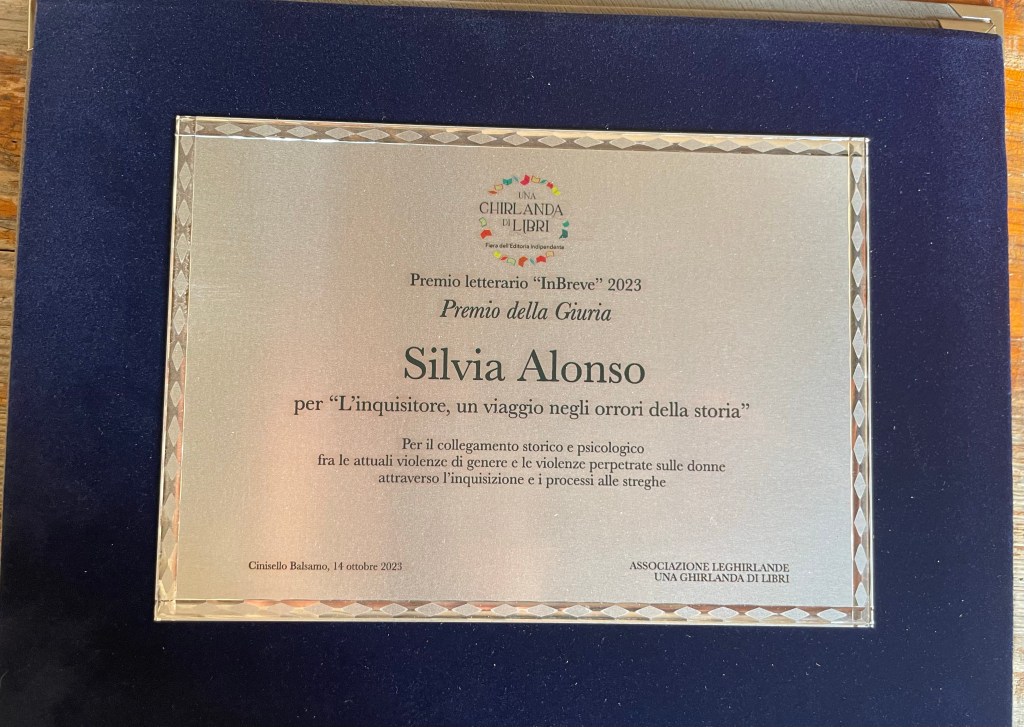 UNA
GHIRLANDA
DI LIBRI
Fiera dell'Editoria Indipendente
Premio letterario “InBreve” 2023
Premio della Giuria
Silvia Alonso
per “L'inquisitore, un viaggio negli orrori della storia”
Per il collegamento storico e psicologico
fra le attuali violenze di genere e le violenze perpetrate sulle donne
attraverso l'inquisizione e i processi alle streghe
Cinisello Balsamo, 14 ottobre 2023
ASSOCIAZIONE LEGHIRLANDE
UNA GHIRLANDA DI LIBRI